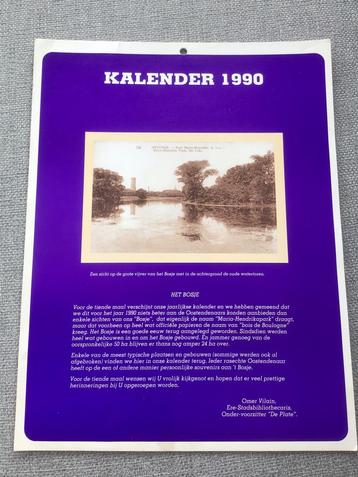 KALENDER 1990
Een zicht op de grote vijver van het Bosje met in de achtergrond de oude watertoren.
HET BOSJE
Voor de tiende maal verschijnt onze jaarlijkse kalender en we hebben gemeend dat
we dit voor het jaar 1990 niets beter aan de Oostendenaars konden aanbieden dan
enkele zichten van ons "Bosje", dat eigenlijk de naam "Maria-Hendrikapark" draagt,
maar dat voorheen op heel wat officiële papieren de naam van "bois de Boulogne"
kreeg. Het Bosje is een goede eeuw terug aangelegd geworden. Sindsdien werden
heel wat gebouwen in en om het Bosje gebouwd. En jammer genoeg van de
oorspronkelijke 50 ha blijven er thans nog amper 24 ha over.
Enkele van de meest typische plaatsen en gebouwen (sommige werden ook al
afgebroken) vinden we hier in onze kalender terug. Ieder rasechte Oostendenaar
heeft op de een of andere manier persoonlijke souvenirs aan 't Bosje.
Voor de tiende maal wensen wij U vrolijk kijkgenot en hopen dat er veel prettige
herinneringen bij U opgeroepen worden.
Omer Vilain,
Ere-Stadsbibliothecaris,
Onder-voorzitter "De Plate".